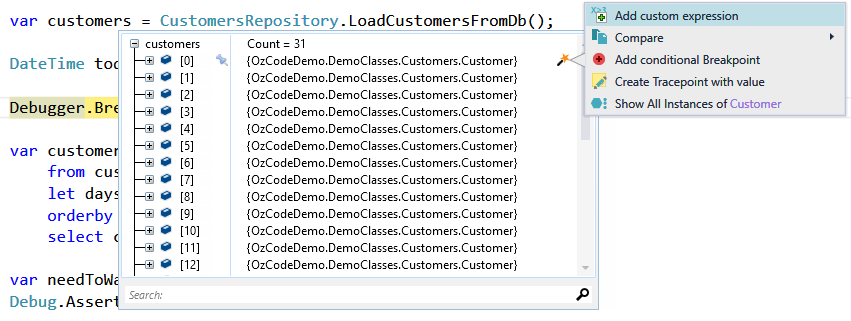 var customers = CustomersRepository.LoadCustomersFromDb();
DateTime tod
Debugger.Bre
var customer
from cus
let days
orderby
select c
var needToWa
Debug.Assert
customers Count = 31
[0] {OzCodeDemo.DemoClasses.Customers.Customer}
[1] {OzCodeDemo.DemoClasses.Customers.Customer}
[2] {OzCodeDemo.DemoClasses.Customers.Customer}
[3] {OzCodeDemo.DemoClasses.Customers.Customer}
[4] {OzCodeDemo.DemoClasses.Customers.Customer}
[5] {OzCodeDemo.DemoClasses.Customers.Customer}
[6] {OzCodeDemo.DemoClasses.Customers.Customer}
[7] {OzCodeDemo.DemoClasses.Customers.Customer}
[8] {OzCodeDemo.DemoClasses.Customers.Customer}
[9] {OzCodeDemo.DemoClasses.Customers.Customer}
[10] {OzCodeDemo.DemoClasses.Customers.Customer}
[11] {OzCodeDemo.DemoClasses.Customers.Customer}
[12] {OzCodeDemo.DemoClasses.Customers.Customer}
Search:
X≥3 Add custom expression
Compare
Add conditional Breakpoint
Create Tracepoint with value
Show All Instances of Customer